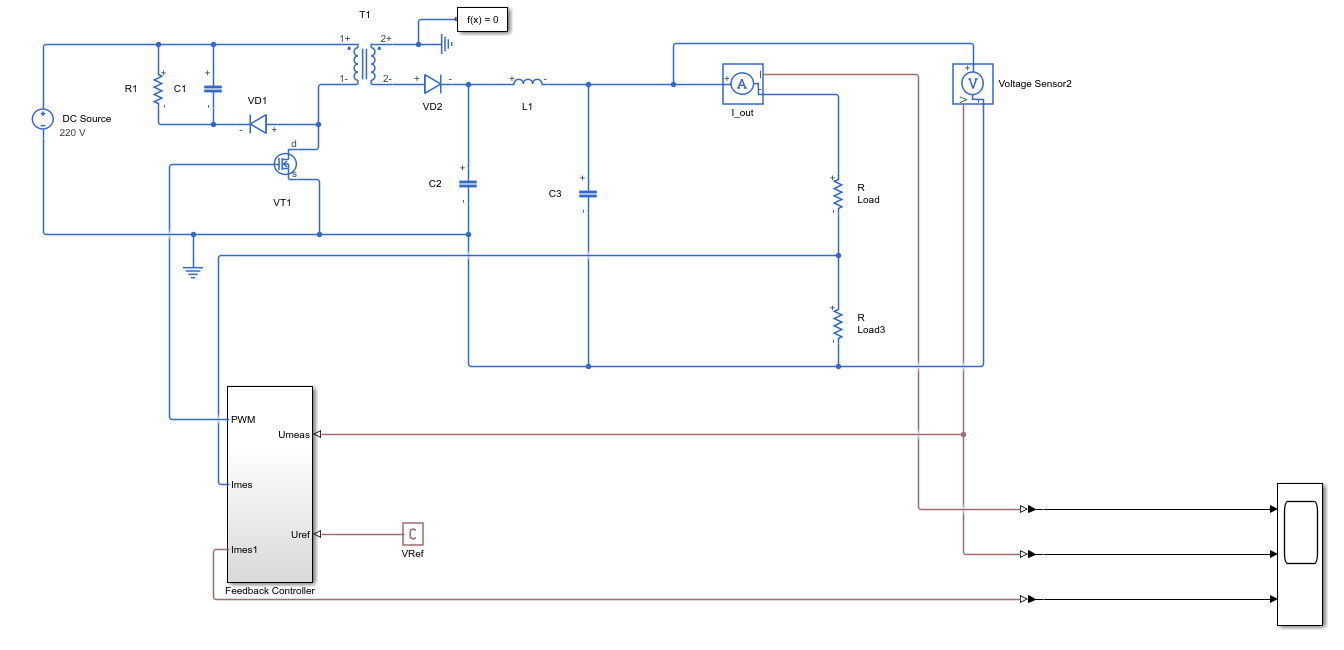 T1
f(x) = 0
1+
2+
1-
2-
+
-
VD2
+
-
L1
+
I
-
A
I_out
+
V
V
-
Voltage Sensor2
R1
+
-
C1
+
-
VD1
-
+
DC Source
220 V
+
-
d
s
VT1
C2
+
-
C3
+
-
+
-
R
Load
+
-
R
Load3
PWM
Umeas
Imes
Uref
Imes1
Feedback Controller
C
VRef